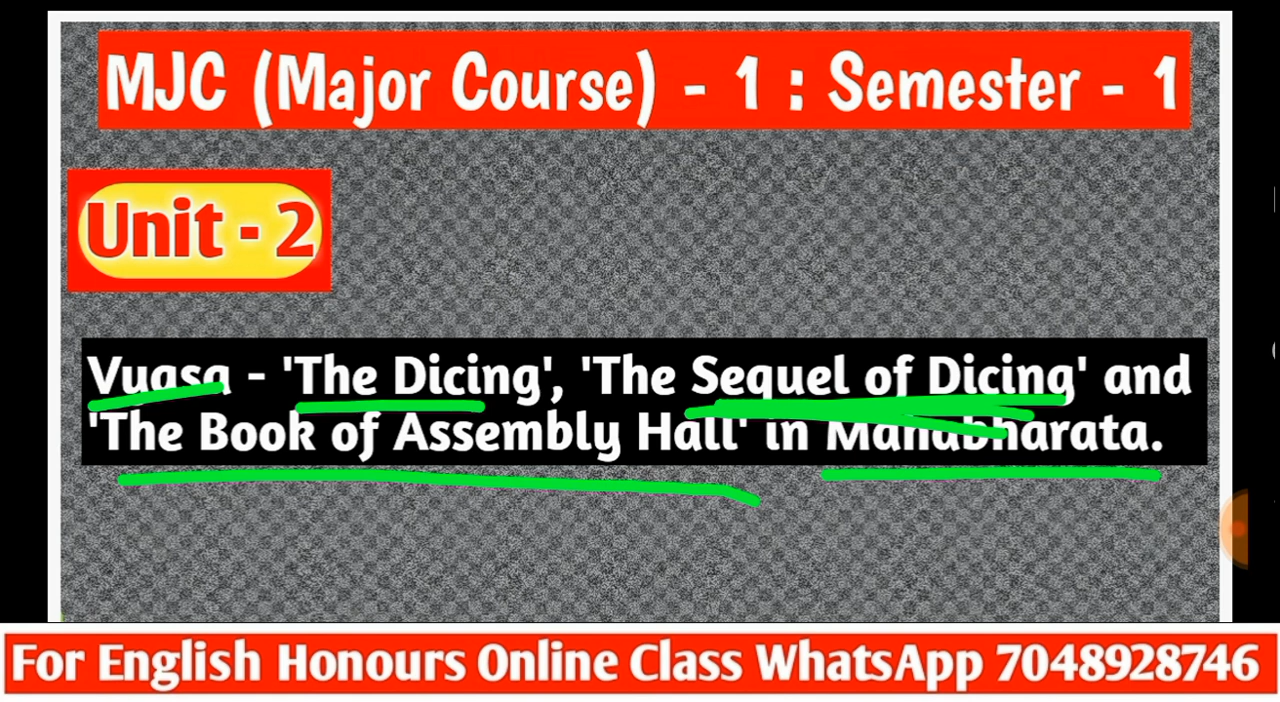 MJC (Major Course) - 1 : Semester - 1
Unit - 2
Vyasa - 'The Dicing', 'The Sequel of Dicing' and
'The Book of Assembly Hall' in Mahabharata.
For English Honours Online Class WhatsApp 7048928746